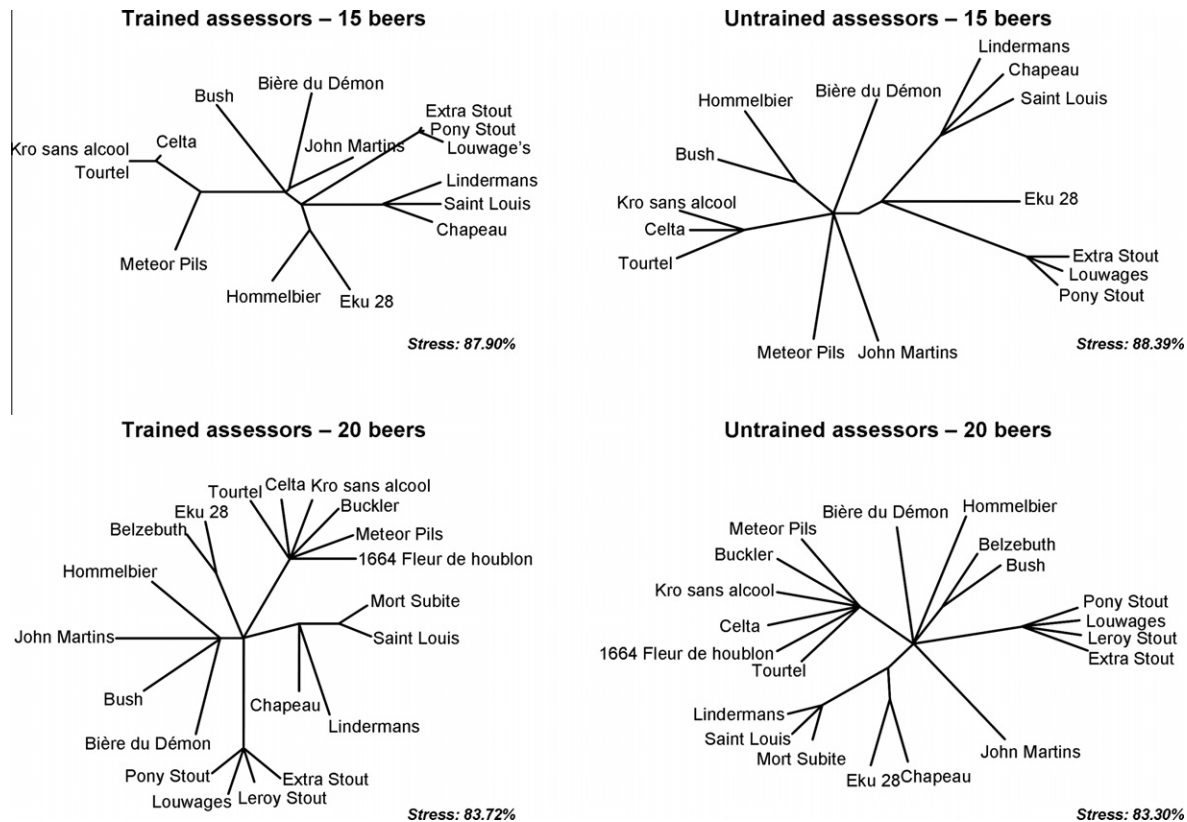 Trained assessors – 15 beers
Bière du Démon
Bush
Extra Stout
Pony Stout
Louwage's
John Martins
Celta
Kro sans alcool
Tourtel
Lindermans
Saint Louis
Chapeau
Meteor Pils
Hommelbier
Eku 28
Stress: 87.90%
Untrained assessors – 15 beers
Lindermans
Chapeau
Saint Louis
Bière du Démon
Hommelbier
Bush
Kro sans alcool
Celta
Tourtel
Eku 28
Extra Stout
Louwages
Pony Stout
Meteor Pils
John Martins
Stress: 88.39%
Trained assessors – 20 beers
Celta
Kro sans alcool
Tourtel
Buckler
Eku 28
Belzebuth
Meteor Pils
1664 Fleur de houblon
Hommelbier
Mort Subite
Saint Louis
John Martins
Bush
Chapeau
Lindermans
Bière du Démon
Pony Stout
Extra Stout
Louwages
Leroy Stout
Stress: 83.72%
Untrained assessors – 20 beers
Hommelbier
Bière du Démon
Meteor Pils
Belzebuth
Buckler
Bush
Kro sans alcool
Pony Stout
Louwages
Celta
Leroy Stout
1664 Fleur de houblon
Extra Stout
Tourtel
Lindermans
Saint Louis
Mort Subite
John Martins
Eku 28
Chapeau
Stress: 83.30%